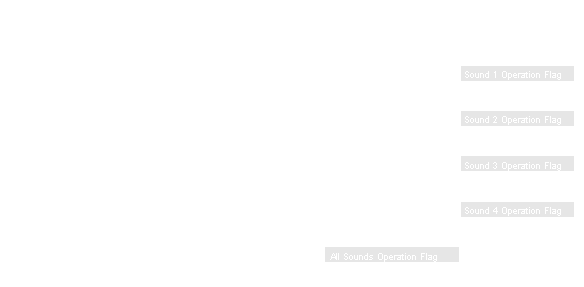 Sound 1 Operation Flag
Sound 2 Operation Flag
Sound 3 Operation Flag
Sound 4 Operation Flag
All Sounds Operation Flag